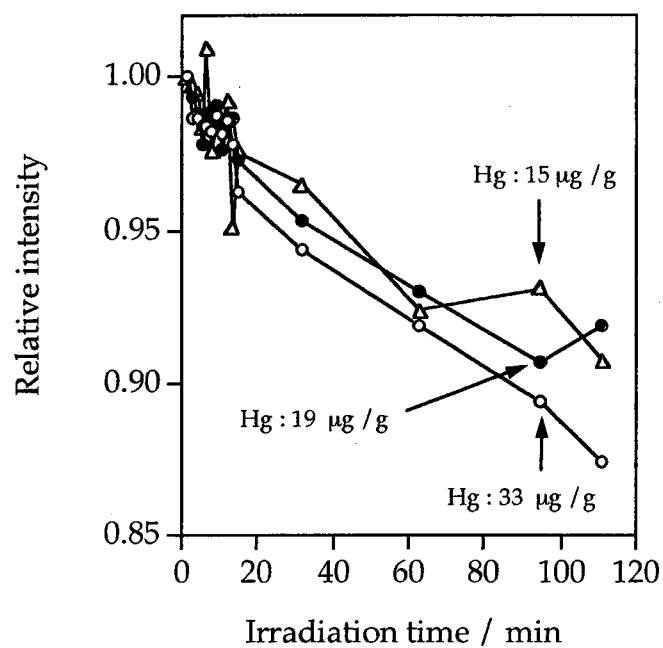 1.00
0.95
0.90
0.85
Relative intensity
Hg : 15 µg /g
Hg : 19 µg /g
Hg : 33 µg /g
0 20 40 60 80 100 120
Irradiation time / min